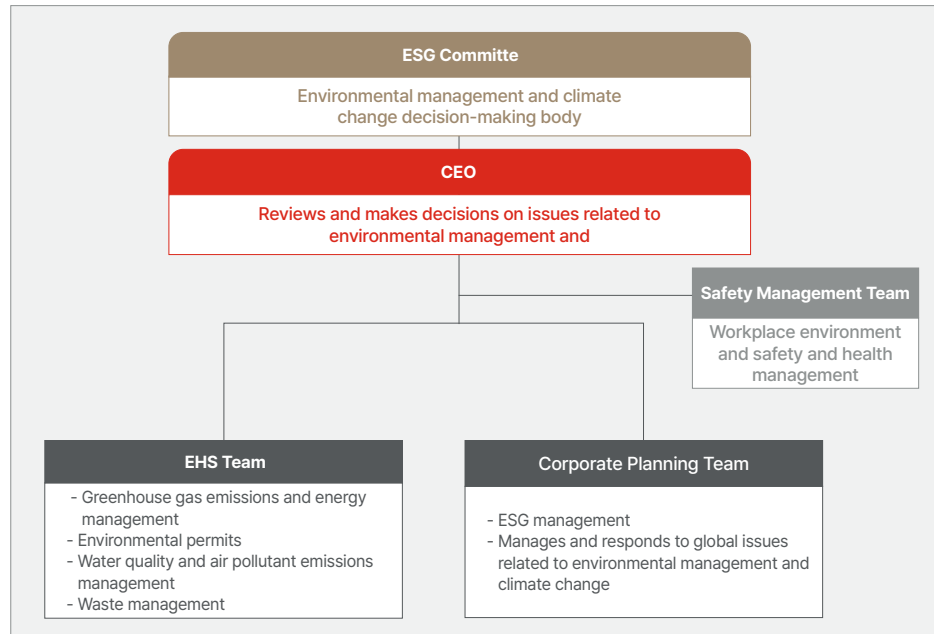 ESG Committe
Environmental management and climate
change decision-making body
CEO
Reviews and makes decisions on issues related to
environmental management and
Safety Management Team
Workplace environment
and safety and health
management
EHS Team
- Greenhouse gas emissions and energy
management
- Environmental permits
- Water quality and air pollutant emissions
management
- Waste management
Corporate Planning Team
- ESG management
- Manages and responds to global issues
related to environmental management and
climate change